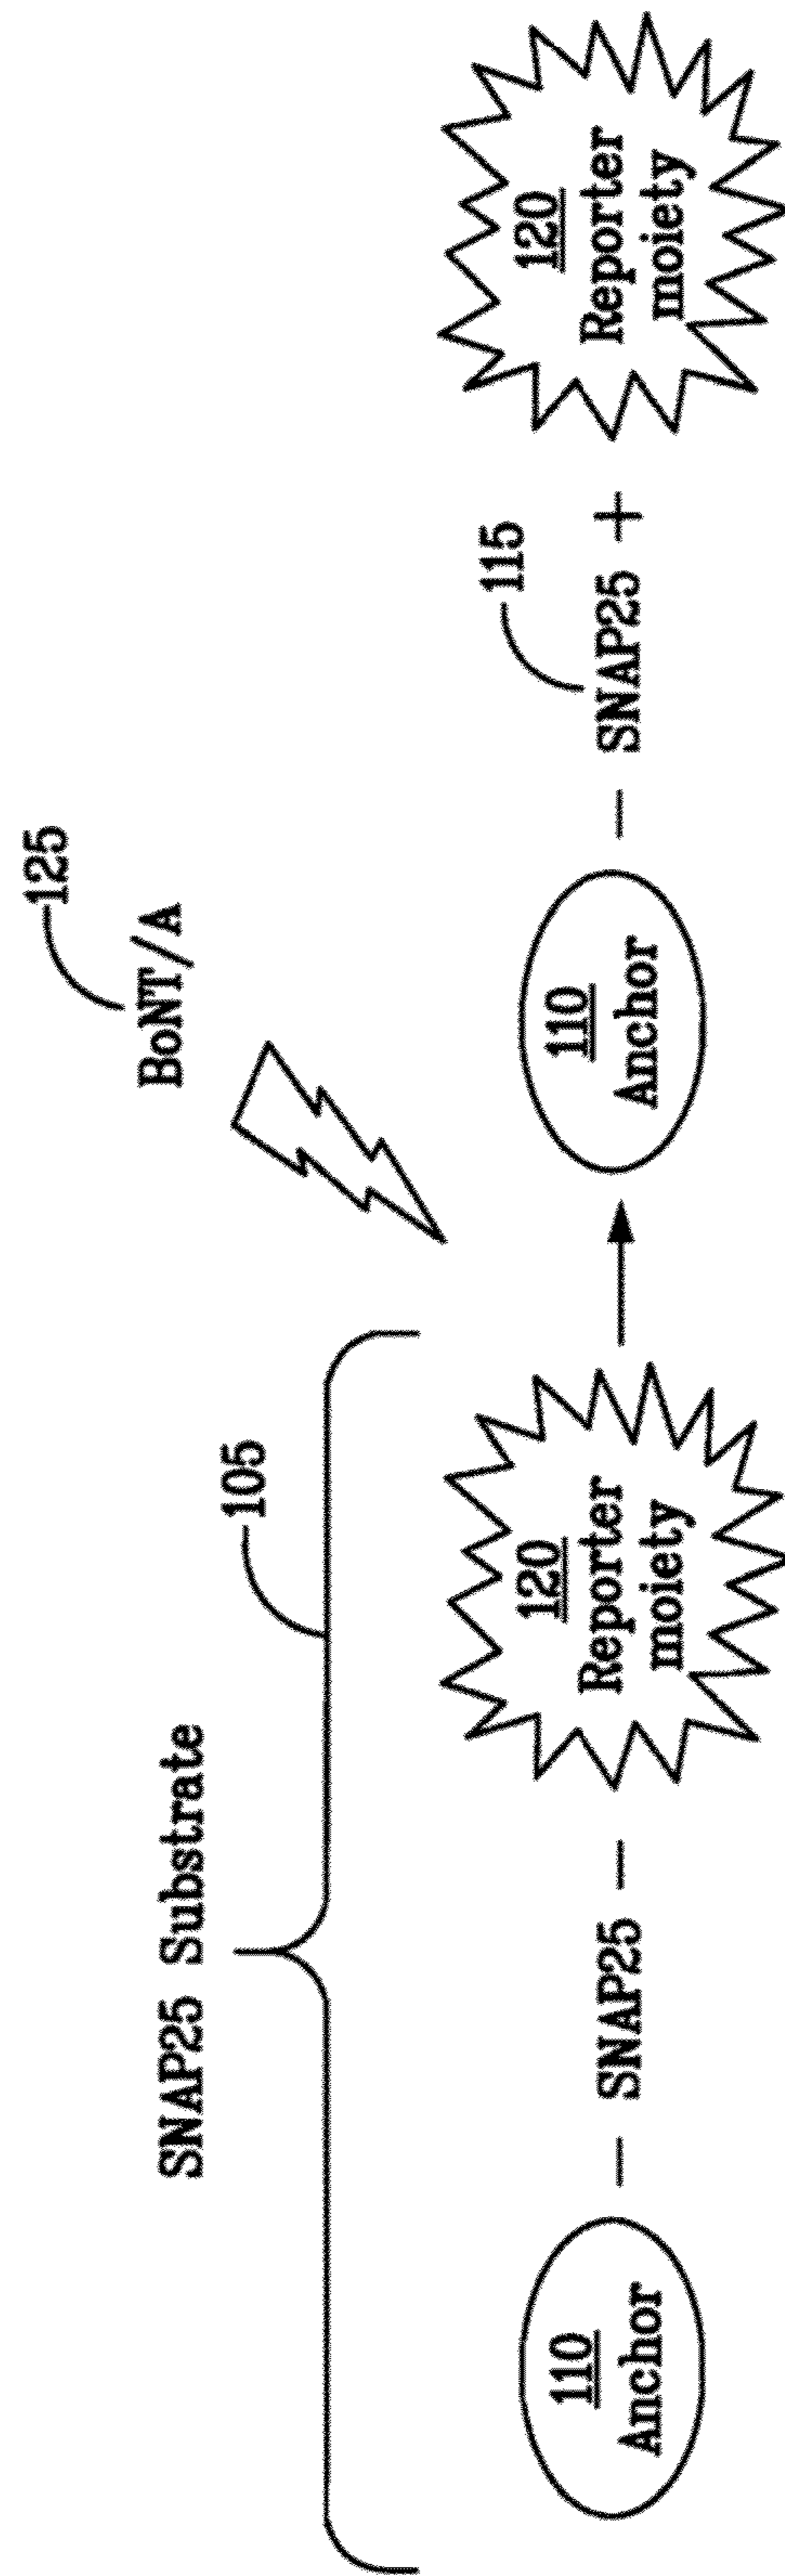 SNAP25 Substrate
105
BoNT/A
125
110
Anchor
- SNAP25 -
120
Reporter
moiety
110
Anchor
- SNAP25 +
115
120
Reporter
moiety